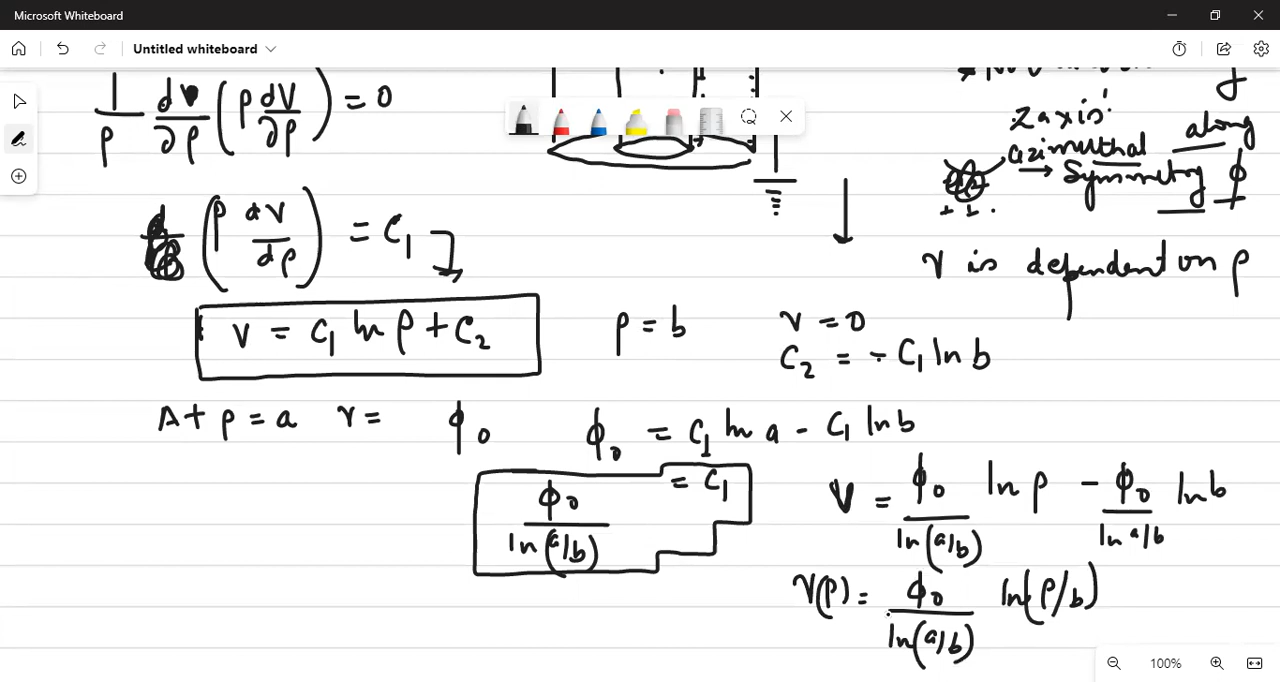 Microsoft Whiteboard
Untitled whiteboard
1/ρ dV/∂ρ (ρ dV/∂ρ) = 0
z axis!
azimuthal along
→ Symmetry ϕ
+ + .
(ρ dV/dρ) = C₁
V is dependent on ρ
V = C₁ ln ρ + C₂
ρ = b
V = 0
C₂ = - C₁ ln b
At ρ = a V = ϕ₀
ϕ₀ = C₁ ln a - C₁ ln b
ϕ₀/ln(a/b) = C₁
V = ϕ₀/ln(a/b) ln ρ - ϕ₀/ln a/b ln b
V(ρ) = ϕ₀/ln(a/b) ln(ρ/b)
100%